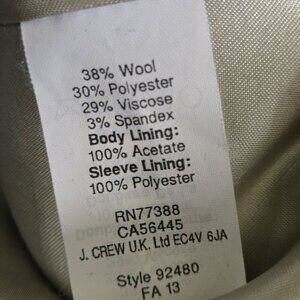 38% Wool
30% Polyester
29% Viscose
3% Spandex
Body Lining:
100% Acetate
Sleeve Lining:
100% Polyester
RN77388
CA56445
J. CREW U.K. Ltd EC4V 6JA
Style 92480
FA 13